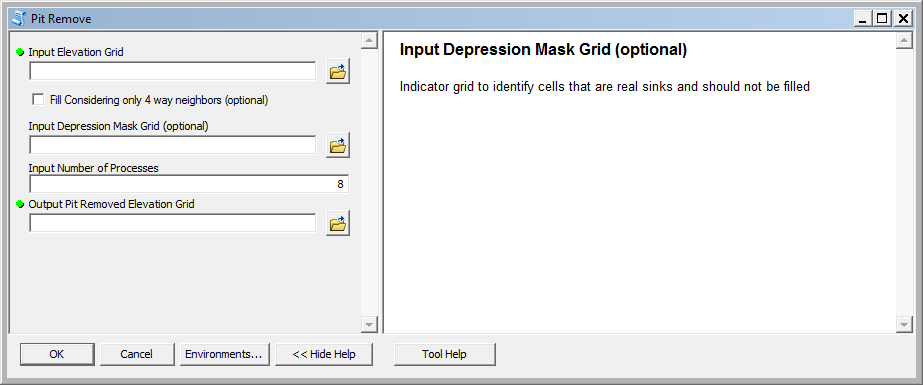 Pit Remove
Input Elevation Grid
Fill Considering only 4 way neighbors (optional)
Input Depression Mask Grid (optional)
Input Number of Processes
8
Output Pit Removed Elevation Grid
Input Depression Mask Grid (optional)
Indicator grid to identify cells that are real sinks and should not be filled
OK
Cancel
Environments...
<< Hide Help
Tool Help